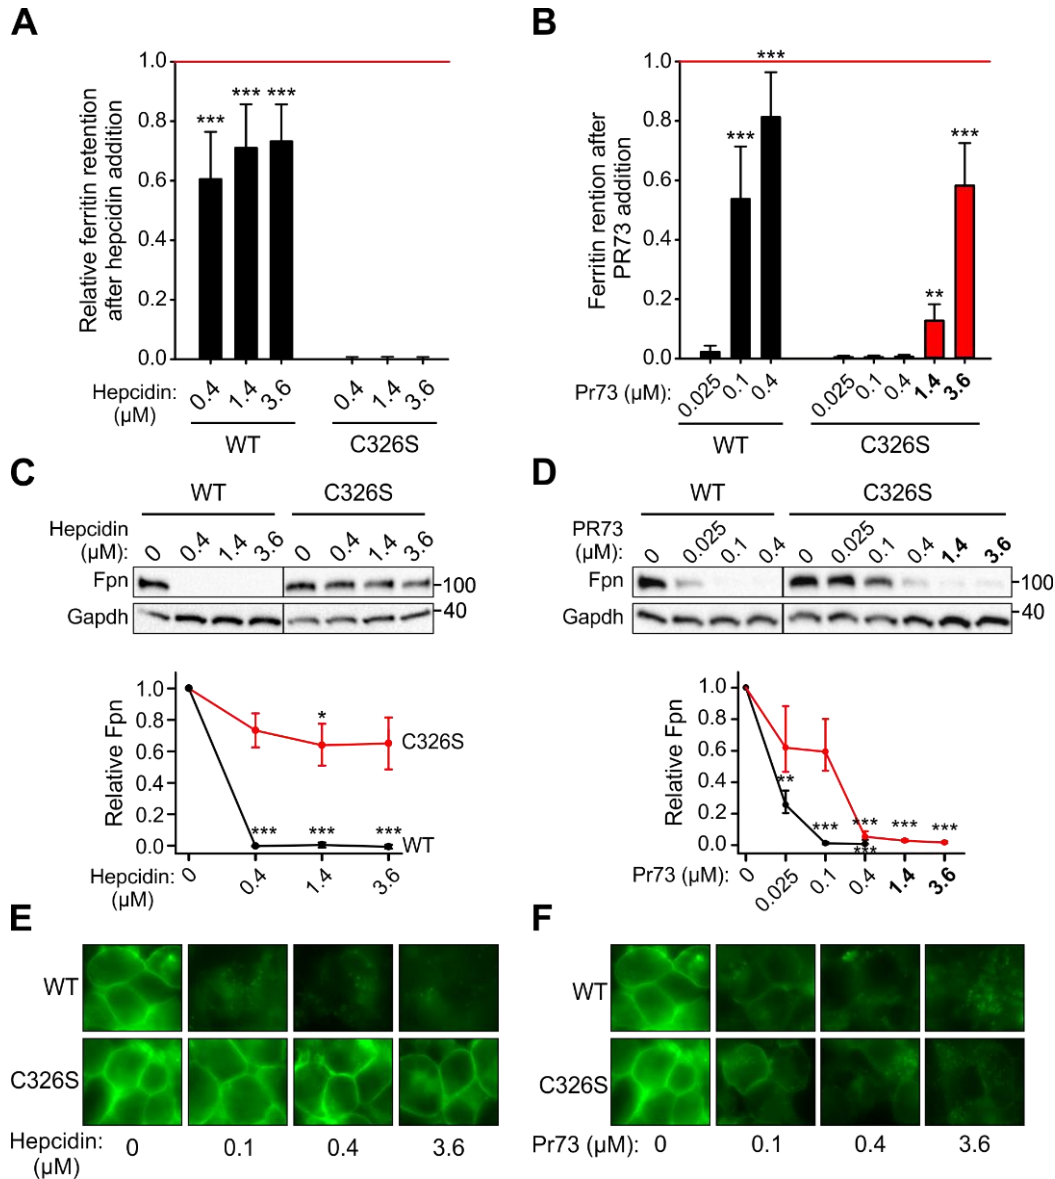 A
Relative ferritin retention
after hepcidin addition
1.0
0.8
0.6
0.4
0.2
0.0
***
***
***
Hepcidin:
(µM)
0.4
1.4
3.6
0.4
1.4
3.6
WT
C326S
B
Ferritin rention after
PR73 addition
1.0
0.8
0.6
0.4
0.2
0.0
***
***
**
***
Pr73 (µM):
0.025
0.1
0.4
0.025
0.1
0.4
1.4
3.6
WT
C326S
C
WT
C326S
Hepcidin
(µM):
0
0.4
1.4
3.6
0
0.4
1.4
3.6
Fpn
100
Gapdh
40
Relative Fpn
1.0
0.8
0.6
0.4
0.2
0.0
*
C326S
***
***
***
WT
Hepcidin:
(µM)
0
0.4
1.4
3.6
D
WT
C326S
PR73
(µM):
0
0.025
0.1
0.4
0
0.025
0.1
0.4
1.4
3.6
Fpn
100
Gapdh
40
Relative Fpn
1.0
0.8
0.6
0.4
0.2
0.0
**
***
***
***
***
***
Pr73 (µM):
0
0.025
0.1
0.4
1.4
3.6
E
WT
C326S
Hepcidin:
(µM)
0
0.1
0.4
3.6
F
WT
C326S
Pr73 (µM):
0
0.1
0.4
3.6